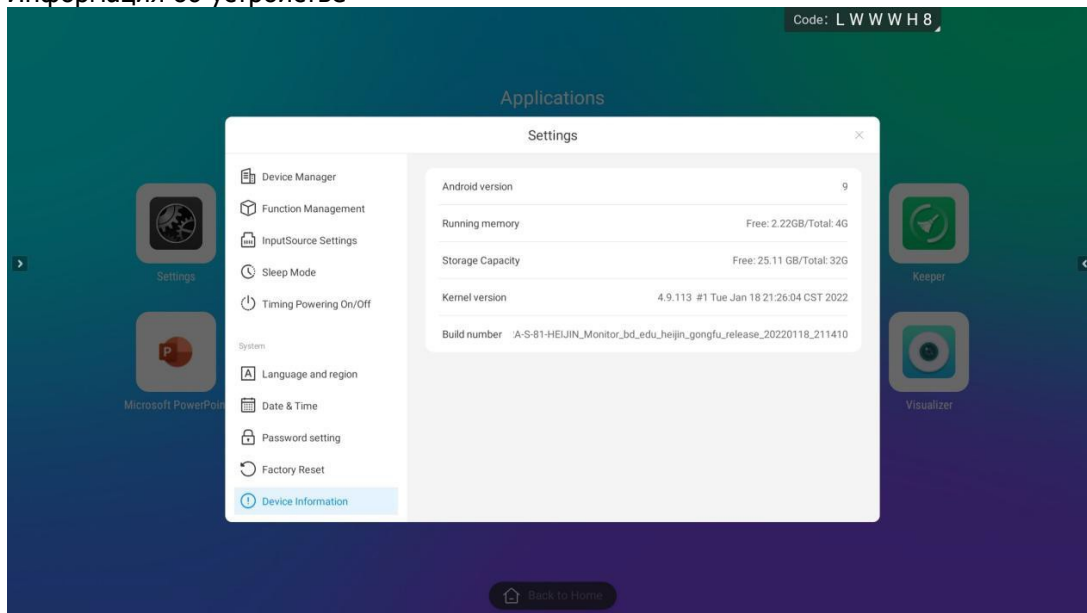 Информация об устройстве
Code: LWWWH8
Applications
Settings
Device Manager
Function Management
InputSource Settings
Sleep Mode
Timing Powering On/Off
System
Language and region
Date & Time
Password setting
Factory Reset
Device Information
Android version 9
Running memory Free: 2.22GB/Total: 4G
Storage Capacity Free: 25.11 GB/Total: 32G
Kernel version 4.9.113 #1 Tue Jan 18 21:26:04 CST 2022
Build number :A-S-81-HEIJIN_Monitor_bd_edu_heijin_gongfu_release_20220118_211410
Settings
Keeper
Microsoft PowerPoin
Visualizer
Back to Home